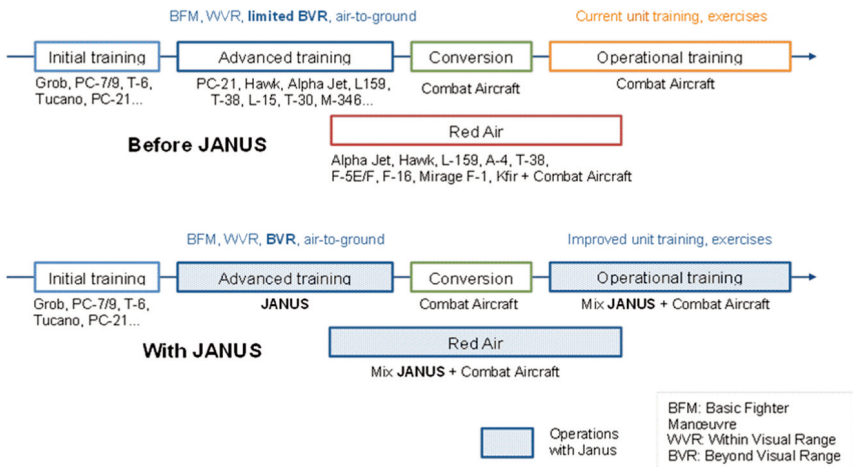 BFM, WVR, limited BVR, air-to-ground
Current unit training, exercises
Initial training
Advanced training
Conversion
Operational training
Grob, PC-7/9, T-6,
Tucano, PC-21...
PC-21, Hawk, Alpha Jet, L159,
T-38, L-15, T-30, M-346...
Combat Aircraft
Combat Aircraft
Red Air
Before JANUS
Alpha Jet, Hawk, L-159, A-4, T-38,
F-5E/F, F-16, Mirage F-1, Kfir + Combat Aircraft
BFM, WVR, BVR, air-to-ground
Improved unit training, exercises
Initial training
Advanced training
Conversion
Operational training
Grob, PC-7/9, T-6,
Tucano, PC-21...
JANUS
Combat Aircraft
Mix JANUS + Combat Aircraft
With JANUS
Red Air
Mix JANUS + Combat Aircraft
Operations
with Janus
BFM: Basic Fighter
Manœuvre
WVR: Within Visual Range
BVR: Beyond Visual Range